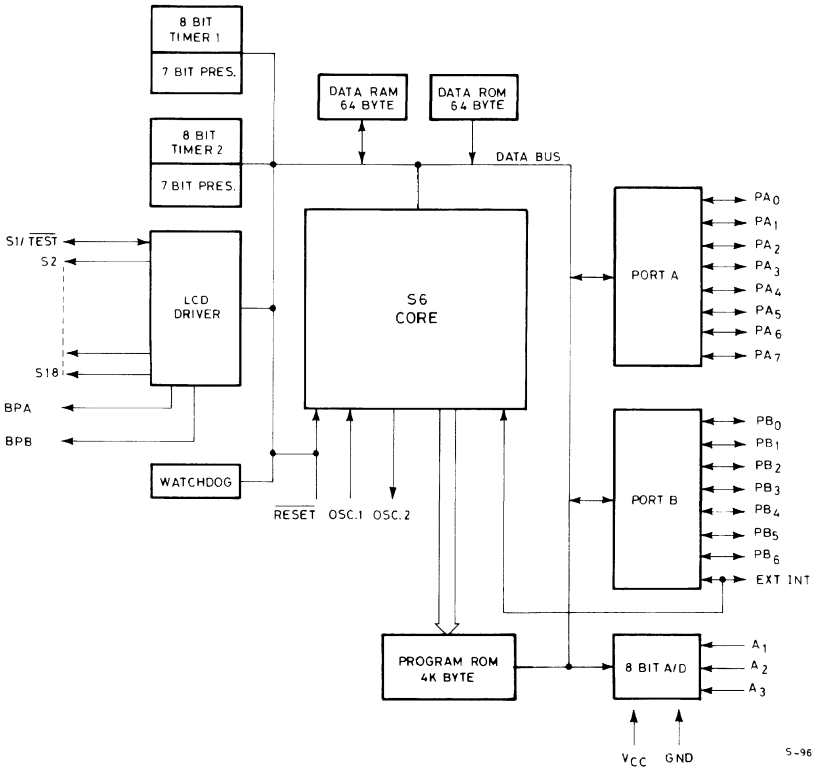 8 BIT
TIMER 1
7 BIT PRES.
DATA RAM
64 BYTE
DATA ROM
64 BYTE
8 BIT
TIMER 2
7 BIT PRES.
DATA BUS
S1/TEST
S2
S18
BPA
BPB
LCD
DRIVER
S6
CORE
PORT A
PA0
PA1
PA2
PA3
PA4
PA5
PA6
PA7
WATCHDOG
RESET
OSC.1
OSC.2
PORT B
PB0
PB1
PB2
PB3
PB4
PB5
PB6
EXT INT
PROGRAM ROM
4K BYTE
8 BIT A/D
A1
A2
A3
VCC
GND
S-96